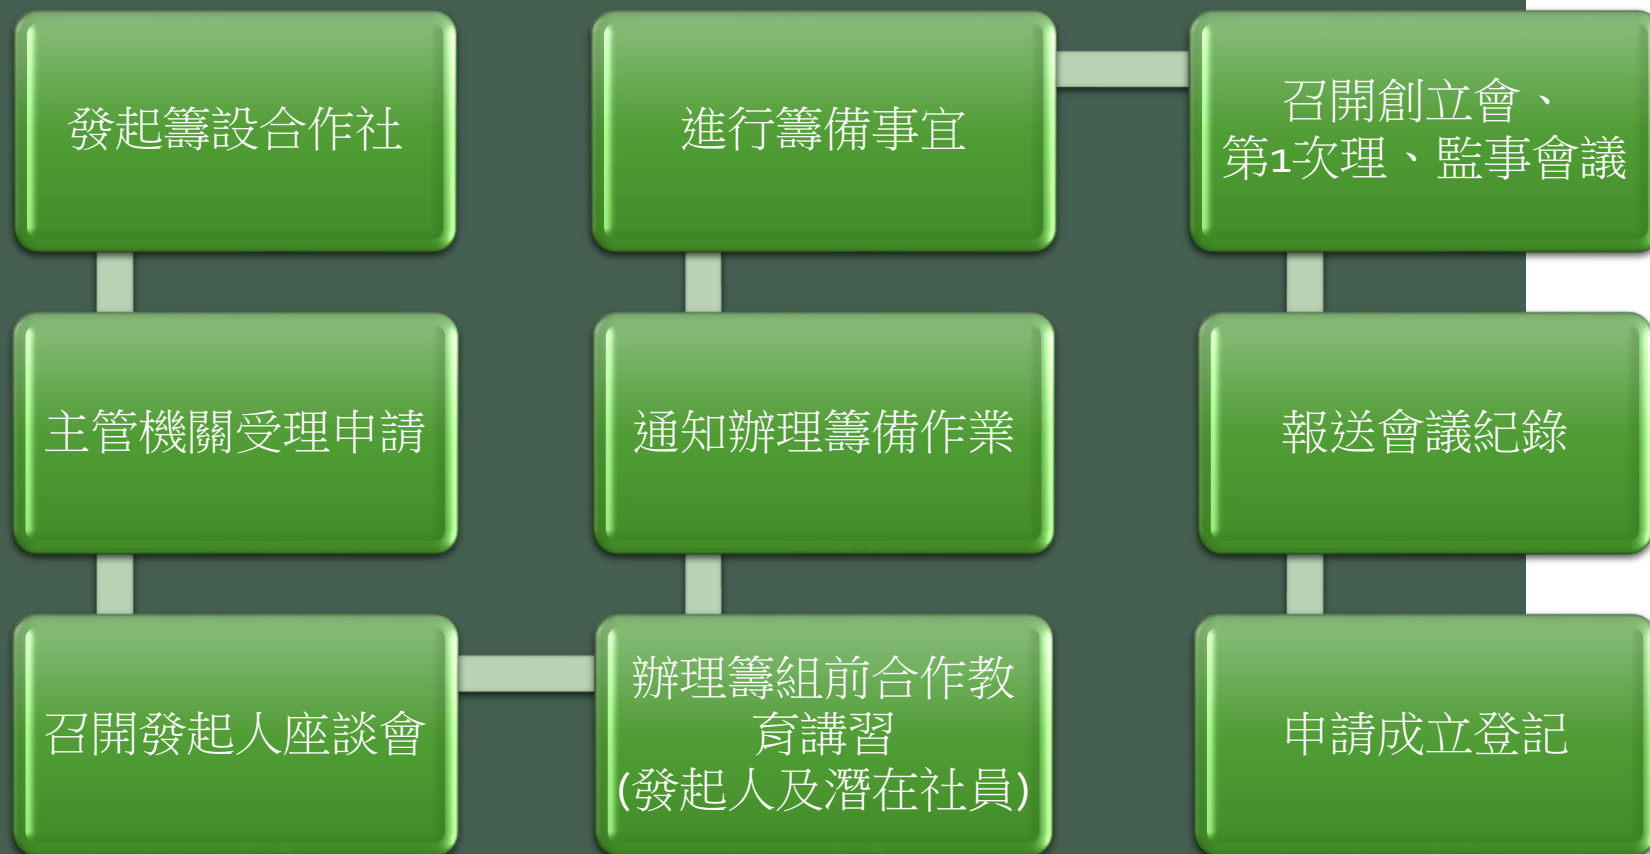 發起籌設合作社
主管機關受理申請
召開發起人座談會
辦理籌組前合作教
育講習
(發起人及潛在社員)
通知辦理籌備作業
進行籌備事宜
召開創立會、
第1次理、監事會議
報送會議紀錄
申請成立登記